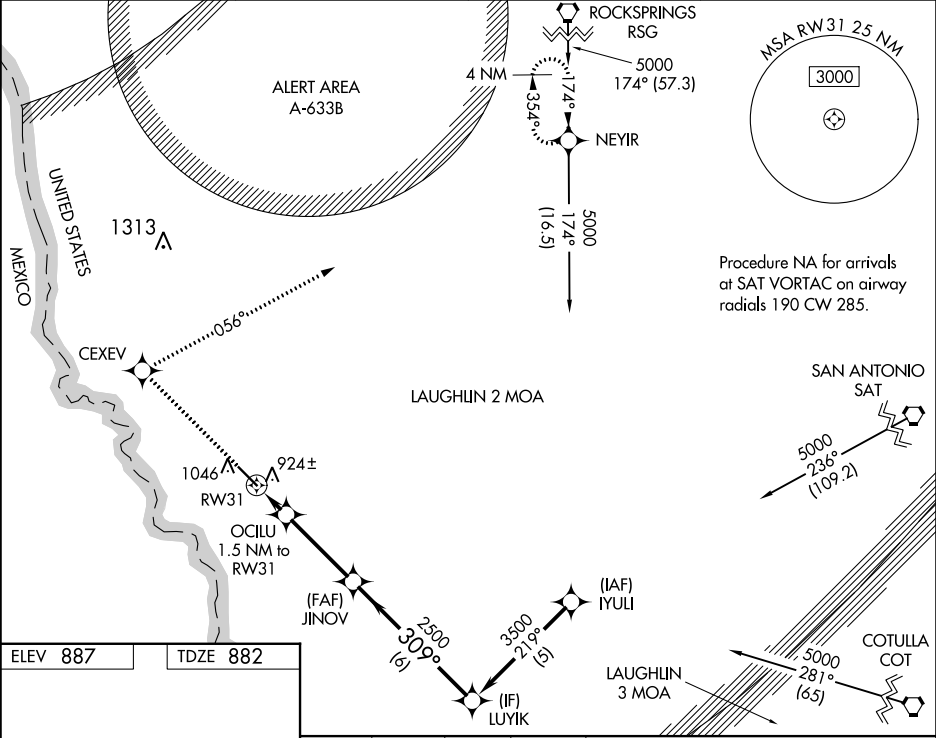 ROCKSPRINGS
RSG
5000
174° (57.3)
4 NM
174°
354°
NEYIR
5000
174°
(16.5)
ALERT AREA
A-633B
MSA RW31 25 NM
3000
UNITED STATES
MEXICO
1313
Procedure NA for arrivals
at SAT VORTAC on airway
radials 190 CW 285.
056°
CEXEV
LAUGHLIN 2 MOA
SAN ANTONIO
SAT
5000
236°
(109.2)
1046
924±
RW31
OCILU
1.5 NM to
RW31
(FAF)
JINOV
2500
309°
(6)
(IAF)
IYULI
3500
219°
(5)
(IF)
LUYIK
LAUGHLIN
3 MOA
5000
281°
(65)
COTULLA
COT
ELEV 887
TDZE 882